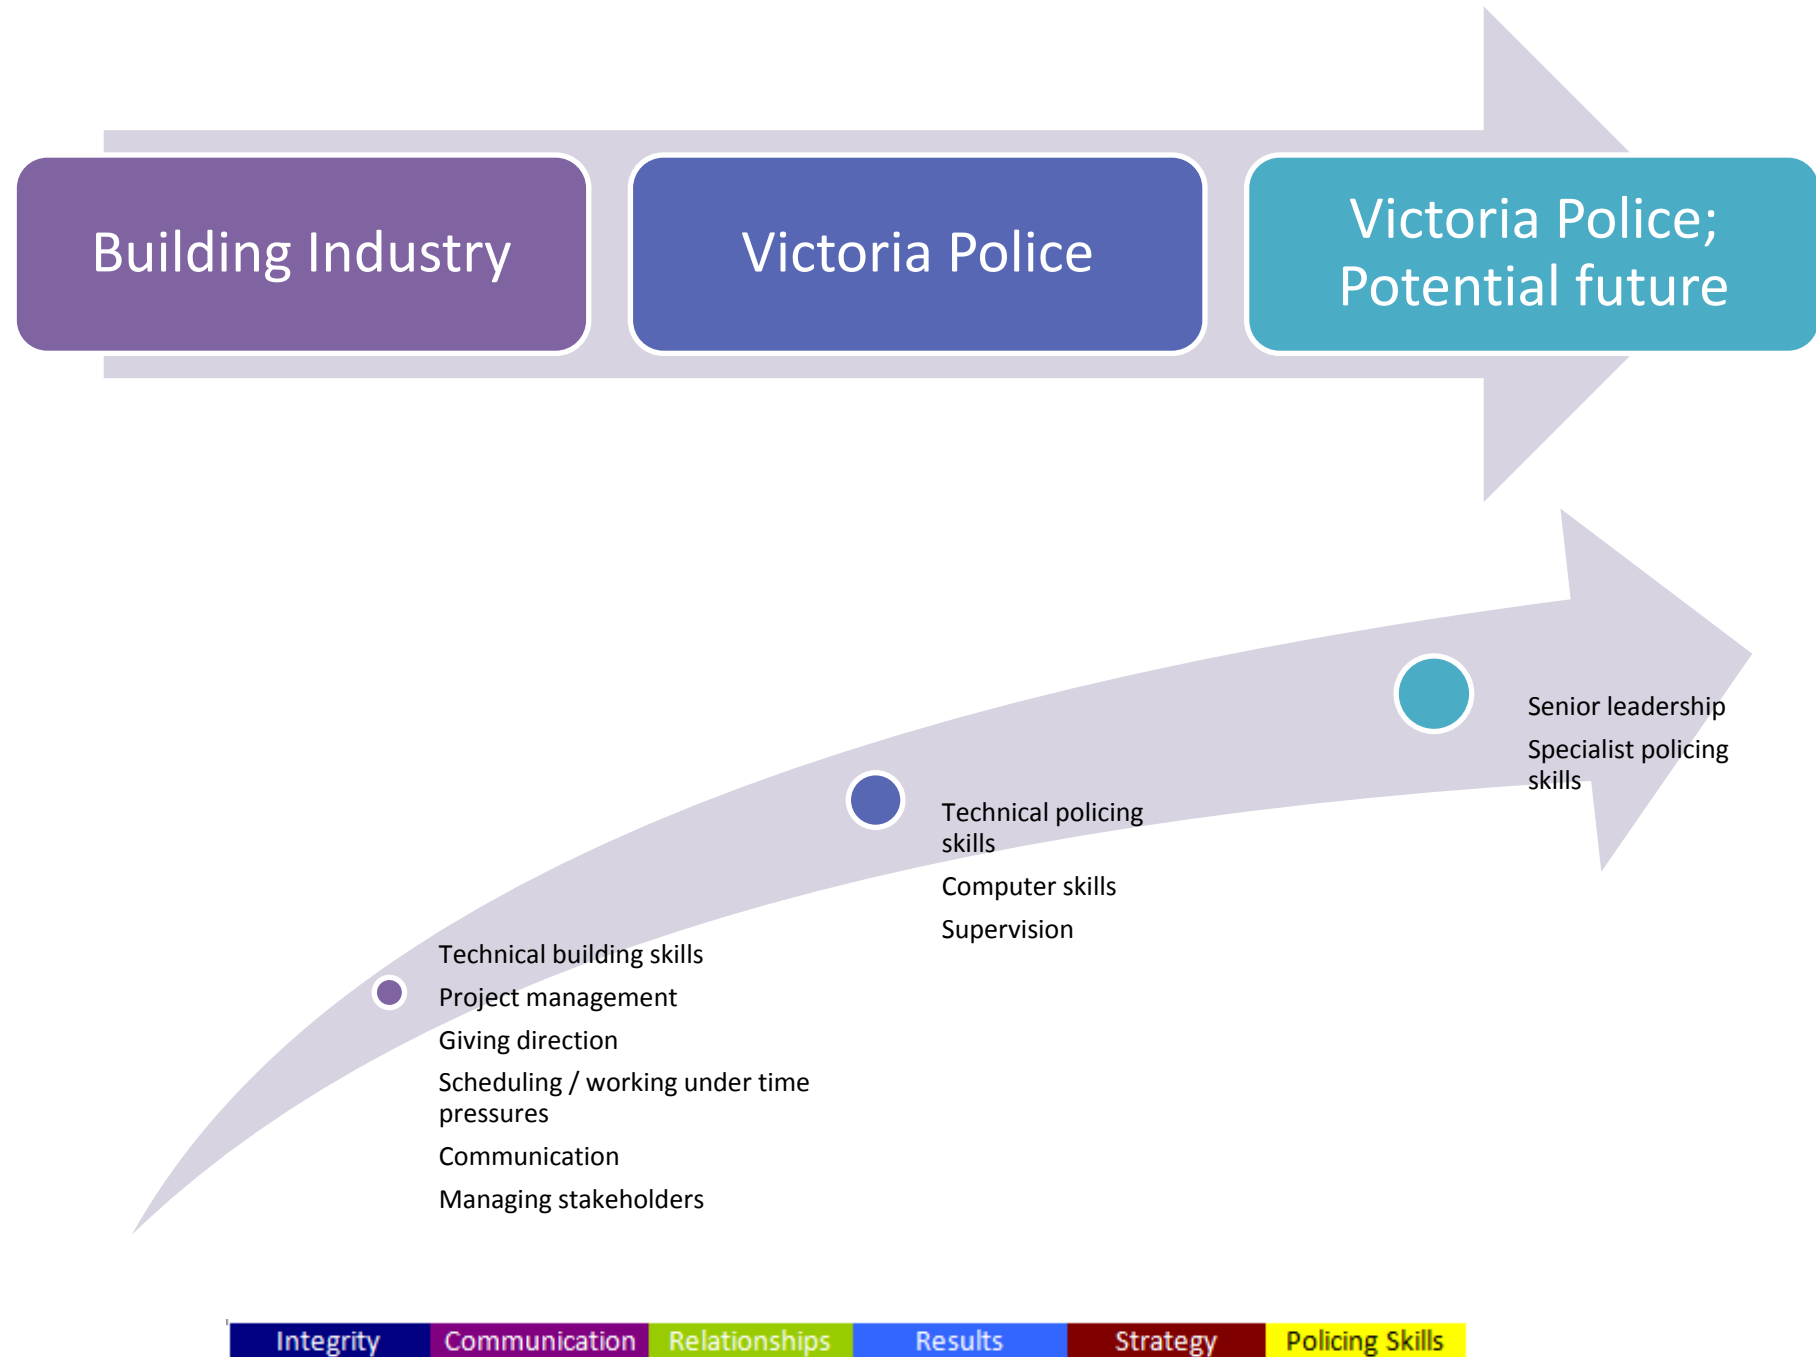 Building Industry
Victoria Police
Victoria Police;
Potential future
Senior leadership
Specialist policing
skills
Technical policing
skills
Computer skills
Supervision
Technical building skills
Project management
Giving direction
Scheduling / working under time
pressures
Communication
Managing stakeholders
Integrity Communication Relationships Results Strategy Policing Skills